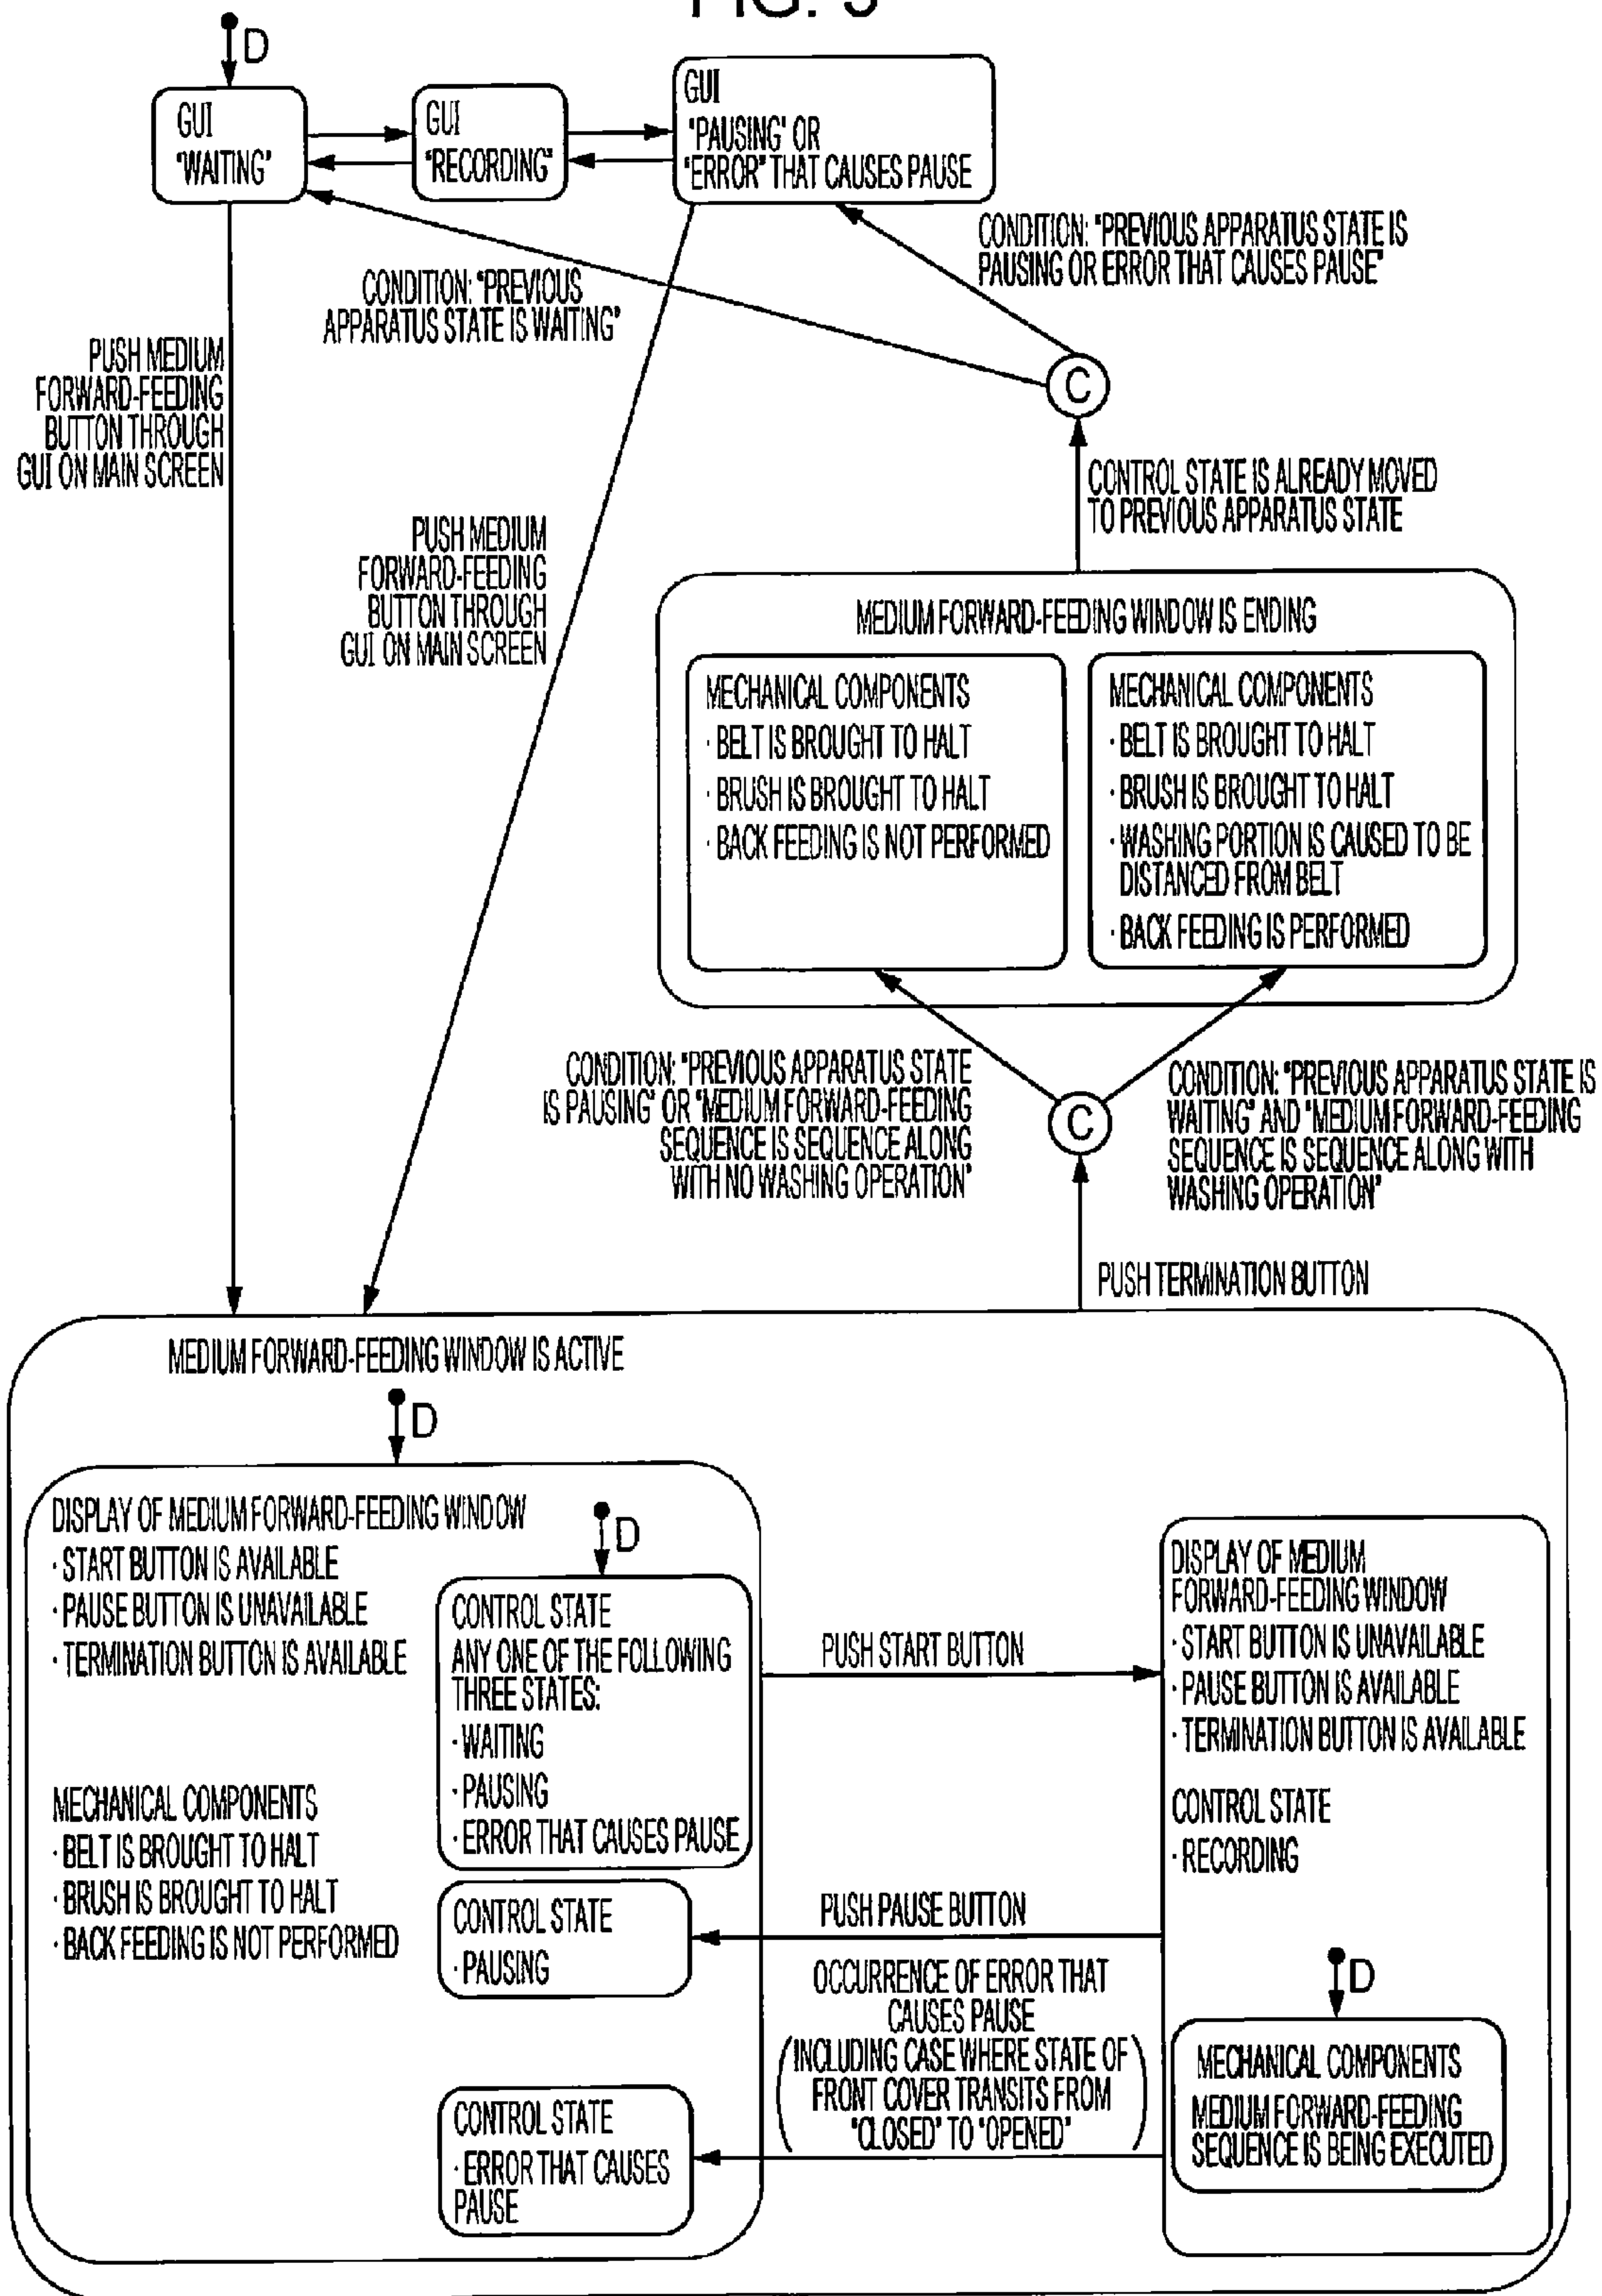 D
GUI
"WAITING"
GUI
"RECORDING"
GUI
"PAUSING" OR
"ERROR" THAT CAUSES PAUSE
CONDITION: "PREVIOUS APPARATUS STATE IS
PAUSING OR ERROR THAT CAUSES PAUSE"
CONDITION: "PREVIOUS
APPARATUS STATE IS WAITING"
PUSH MEDIUM
FORWARD-FEEDING
BUTTON THROUGH
GUI ON MAIN SCREEN
C
CONTROL STATE IS ALREADY MOVED
TO PREVIOUS APPARATUS STATE
PUSH MEDIUM
FORWARD-FEEDING
BUTTON THROUGH
GUI ON MAIN SCREEN
MEDIUM FORWARD-FEEDING WINDOW IS ENDING
MECHANICAL COMPONENTS
· BELT IS BROUGHT TO HALT
· BRUSH IS BROUGHT TO HALT
· BACK FEEDING IS NOT PERFORMED
MECHANICAL COMPONENTS
· BELT IS BROUGHT TO HALT
· BRUSH IS BROUGHT TO HALT
· WASHING PORTION IS CAUSED TO BE
DISTANCED FROM BELT
· BACK FEEDING IS PERFORMED
CONDITION: "PREVIOUS APPARATUS STATE
IS PAUSING" OR "MEDIUM FORWARD-FEEDING
SEQUENCE IS SEQUENCE ALONG
WITH NO WASHING OPERATION"
C
CONDITION: "PREVIOUS APPARATUS STATE IS
WAITING" AND "MEDIUM FORWARD-FEEDING
SEQUENCE IS SEQUENCE ALONG WITH
WASHING OPERATION"
PUSH TERMINATION BUTTON
MEDIUM FORWARD-FEEDING WINDOW IS ACTIVE
D
DISPLAY OF MEDIUM FORWARD-FEEDING WINDOW
· START BUTTON IS AVAILABLE
· PAUSE BUTTON IS UNAVAILABLE
· TERMINATION BUTTON IS AVAILABLE
MECHANICAL COMPONENTS
· BELT IS BROUGHT TO HALT
· BRUSH IS BROUGHT TO HALT
· BACK FEEDING IS NOT PERFORMED
D
CONTROL STATE
ANY ONE OF THE FOLLOWING
THREE STATES:
· WAITING
· PAUSING
· ERROR THAT CAUSES PAUSE
CONTROL STATE
· PAUSING
CONTROL STATE
· ERROR THAT CAUSES
PAUSE
PUSH START BUTTON
PUSH PAUSE BUTTON
OCCURRENCE OF ERROR THAT
CAUSES PAUSE
(INCLUDING CASE WHERE STATE OF
FRONT COVER TRANSITS FROM
"CLOSED" TO "OPENED")
DISPLAY OF MEDIUM
FORWARD-FEEDING WINDOW
· START BUTTON IS UNAVAILABLE
· PAUSE BUTTON IS AVAILABLE
· TERMINATION BUTTON IS AVAILABLE
CONTROL STATE
· RECORDING
D
MECHANICAL COMPONENTS
MEDIUM FORWARD-FEEDING
SEQUENCE IS BEING EXECUTED